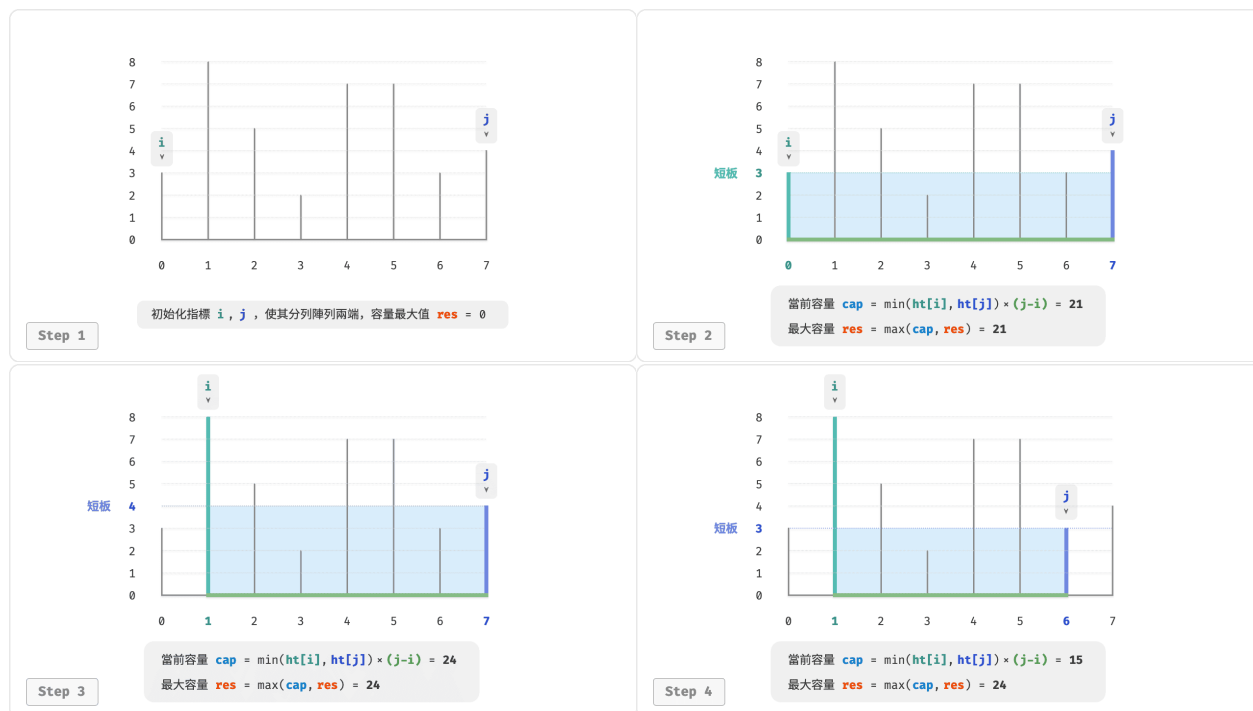 8
7
6
j
5
i
4
3
2
1
0
0 1 2 3 4 5 6 7
初始化指標 i , j ，使其分列陣列兩端，容量最大值 res = 0
Step 1
8
7
6
j
5
i
4
短板 3
2
1
0
0 1 2 3 4 5 6 7
當前容量 cap = min(ht[i],ht[j])×(j-i) = 21
最大容量 res = max(cap,res) = 21
Step 2
i
8
7
6
j
5
短板 4
3
2
1
0
0 1 2 3 4 5 6 7
當前容量 cap = min(ht[i],ht[j])×(j-i) = 24
最大容量 res = max(cap,res) = 24
Step 3
i
8
7
6
5
j
4
短板 3
2
1
0
0 1 2 3 4 5 6 7
當前容量 cap = min(ht[i],ht[j])×(j-i) = 15
最大容量 res = max(cap,res) = 24
Step 4